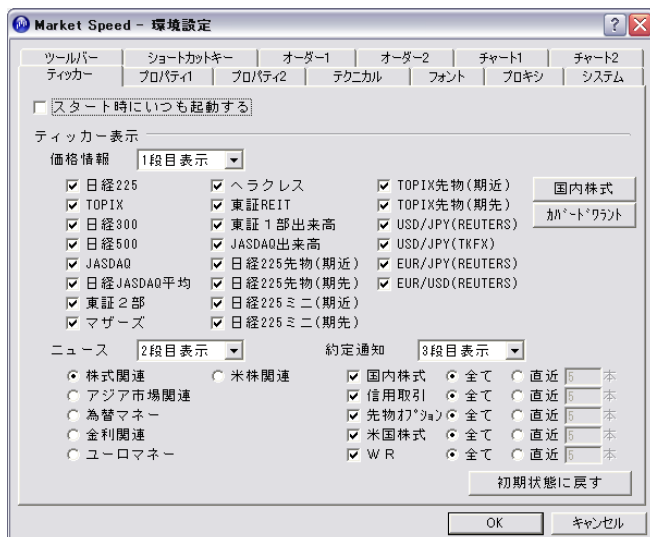 Market Speed - 環境設定
ツールバー ショートカットキー オーダー1 オーダー2 チャート1 チャート2
ティッカー プロパティ1 プロパティ2 テクニカル フォント プロキシ システム
スタート時にいつも起動する
ティッカー表示
価格情報 1段目表示
日経225 ヘラクレス TOPIX先物(期近) 国内株式
TOPIX 東証REIT TOPIX先物(期先) ｶﾊﾞｰﾄﾞﾜﾗﾝﾄ
日経300 東証1部出来高 USD/JPY(REUTERS)
日経500 JASDAQ出来高 USD/JPY(TKFX)
JASDAQ 日経225先物(期近) EUR/JPY(REUTERS)
日経JASDAQ平均 日経225先物(期先) EUR/USD(REUTERS)
東証2部 日経225ミニ(期近)
マザーズ 日経225ミニ(期先)
ニュース 2段目表示 約定通知 3段目表示
株式関連 米株関連 国内株式 全て 直近 5 本
アジア市場関連 信用取引 全て 直近 5 本
為替マネー 先物ｵﾌﾟｼｮﾝ 全て 直近 5 本
金利関連 米国株式 全て 直近 5 本
ユーロマネー WR 全て 直近 5 本
初期状態に戻す
OK キャンセル